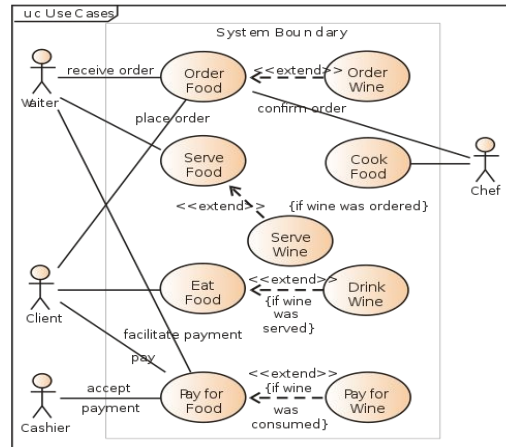 uc UseCases
System Boundary
receive order
Order
Food
<<extend>>
Order
Wine
Waiter
place order
confirm order
Serve
Food
Cook
Food
Chef
<<extend>>
{if wine was ordered}
Serve
Wine
Client
Eat
Food
<<extend>>
{if wine
was
served}
Drink
Wine
facilitate payment
pay
Cashier
accept
payment
Pay for
Food
<<extend>>
{if wine
was
consumed}
Pay for
Wine